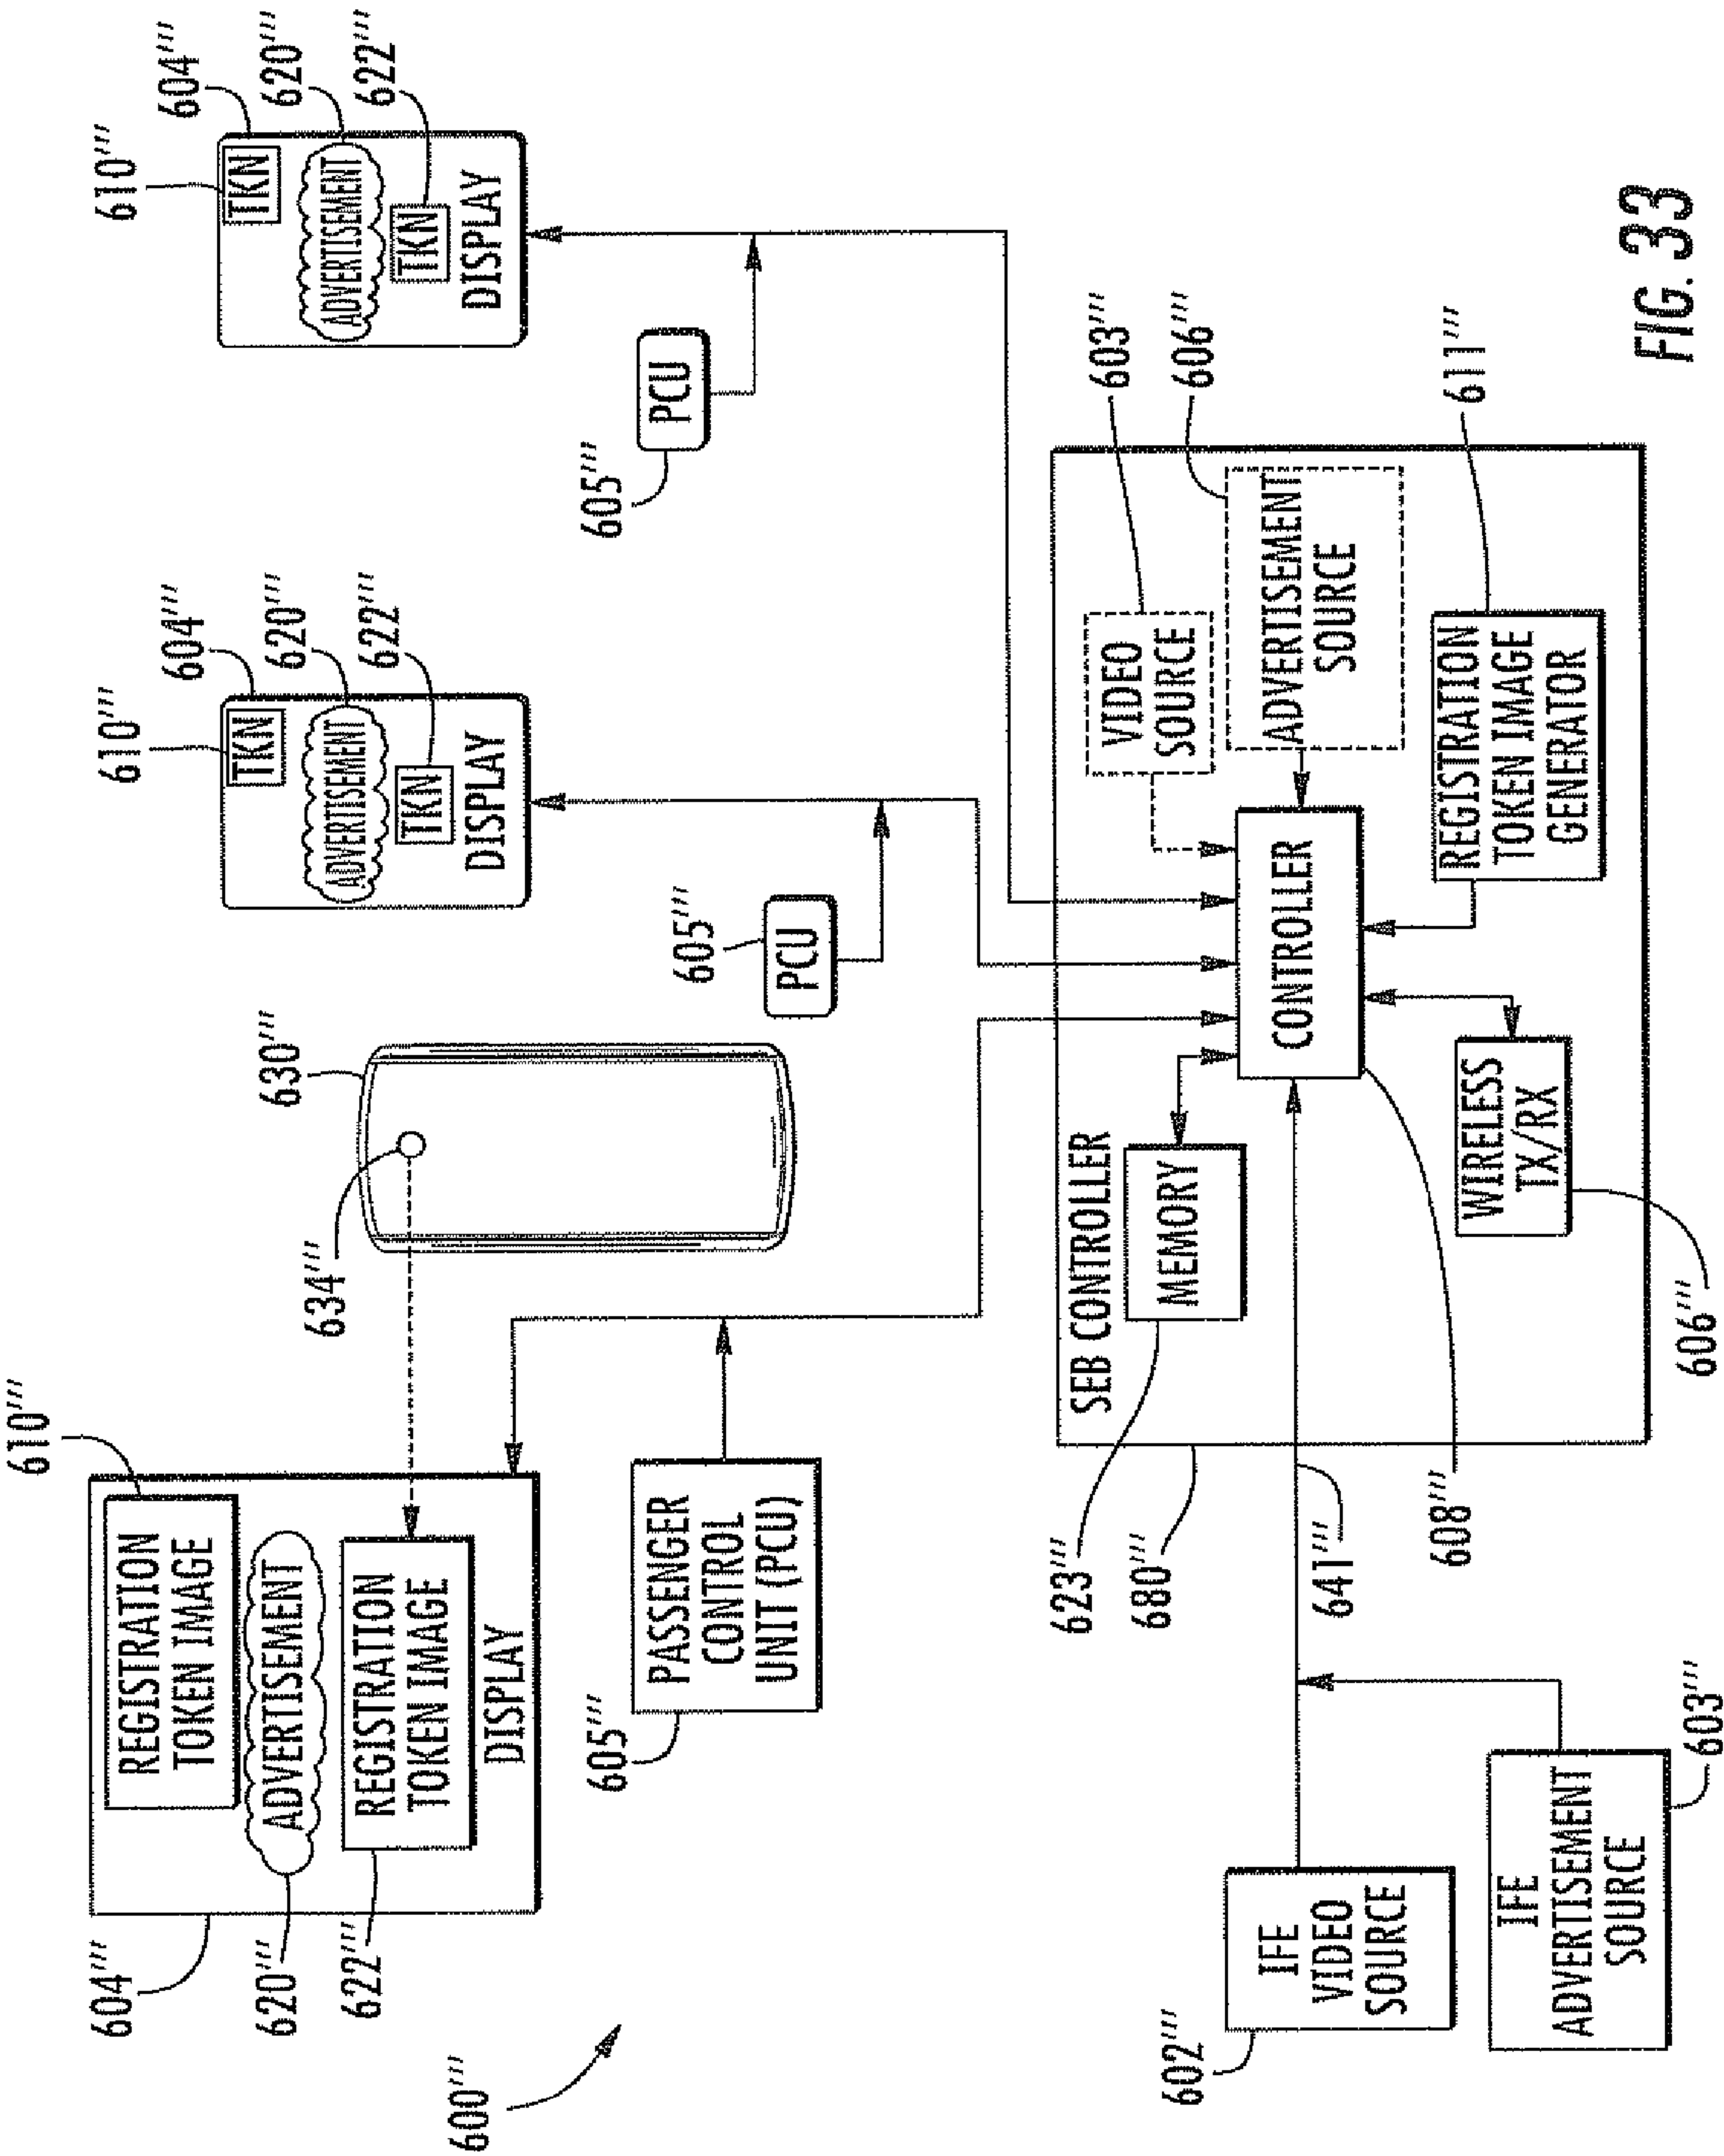 610'''
REGISTRATION
TOKEN IMAGE
ADVERTISEMENT
REGISTRATION
TOKEN IMAGE
DISPLAY
604'''
620'''
622'''
600'''
634'''
630'''
610'''
TKN
ADVERTISEMENT
TKN
DISPLAY
604'''
620'''
622'''
610'''
TKN
ADVERTISEMENT
TKN
DISPLAY
604'''
620'''
622'''
PASSENGER
CONTROL
UNIT (PCU)
605'''
PCU
605'''
PCU
605'''
SEB CONTROLLER
MEMORY
CONTROLLER
VIDEO
SOURCE
603'''
ADVERTISEMENT
SOURCE
606'''
REGISTRATION
TOKEN IMAGE
GENERATOR
611'''
WIRELESS
TX/RX
606'''
623'''
680'''
641'''
608'''
IFE
VIDEO
SOURCE
602'''
IFE
ADVERTISEMENT
SOURCE
603'''
FIG. 33